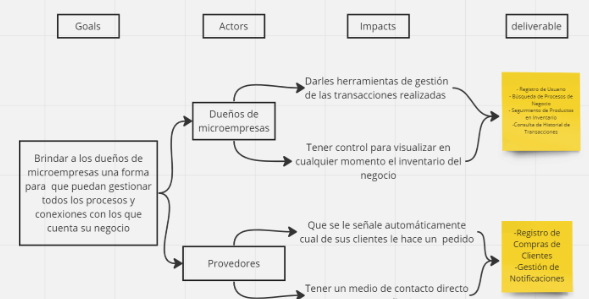 Goals
Actors
Impacts
deliverable
Darles herramientas de gestión
de las transacciones realizadas
- Registro de Usuario
- Búsqueda de Procesos de
Negocio
- Seguimiento de Productos
en Inventario
-Consulta de Historial de
Transacciones
Dueños de
microempresas
Tener control para visualizar en
cualquier momento el inventario del
negocio
Brindar a los dueños de
microempresas una forma
para que puedan gestionar
todos los procesos y
conexiones con los que
cuenta su negocio
Que se le señale automáticamente
cual de sus clientes le hace un pedido
-Registro de
Compras de
Clientes
-Gestión de
Notificaciones
Provedores
Tener un medio de contacto directo